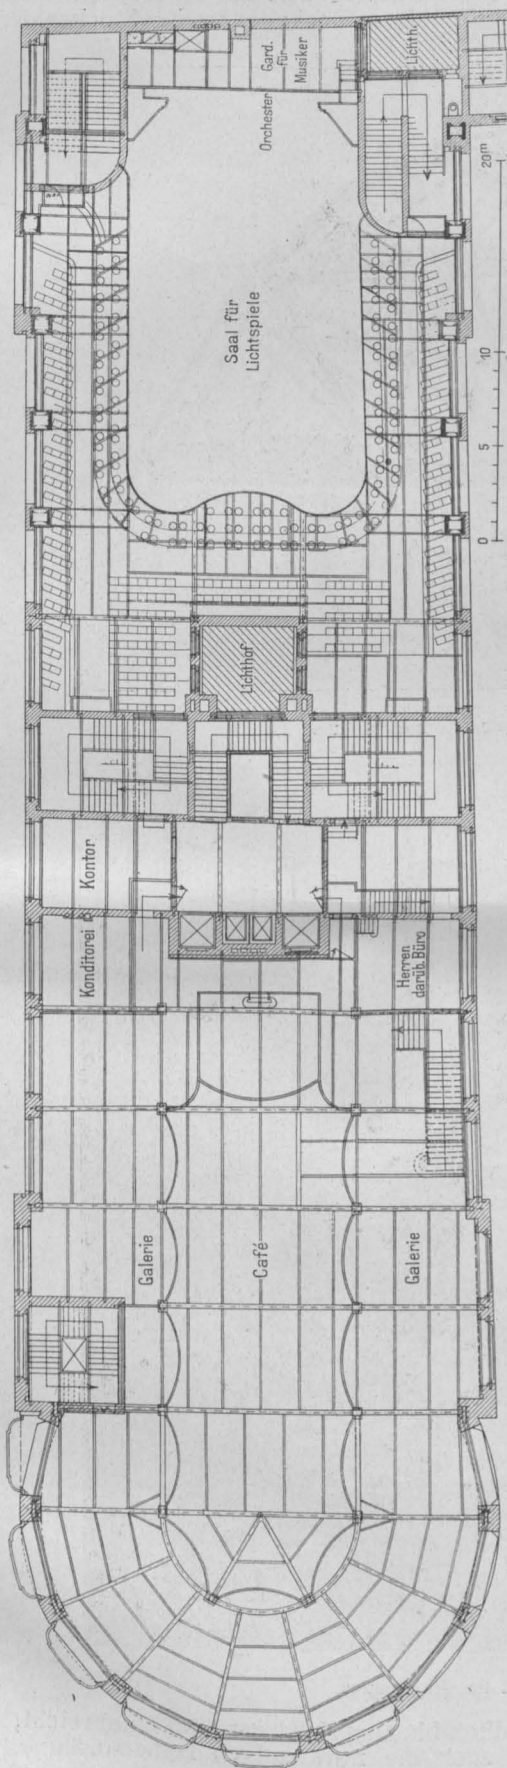 Gard.
für
Musiker
Lichth.
Orchester
20m
10
5
0
Saal für
Lichtspiele
Lichthof
Kontor
Konditorei
Herren
darüb. Büro
Galerie
Café
Galerie